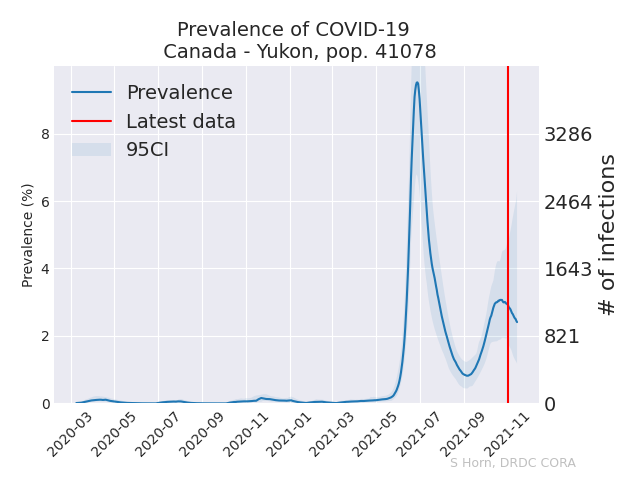 Prevalence of COVID-19
Canada - Yukon, pop. 41078
Prevalence
Latest data
95CI
Prevalence (%)
8
6
4
2
0
3286
2464
1643
821
0
# of infections
2020-03
2020-05
2020-07
2020-09
2020-11
2021-01
2021-03
2021-05
2021-07
2021-09
2021-11
S Horn, DRDC CORA